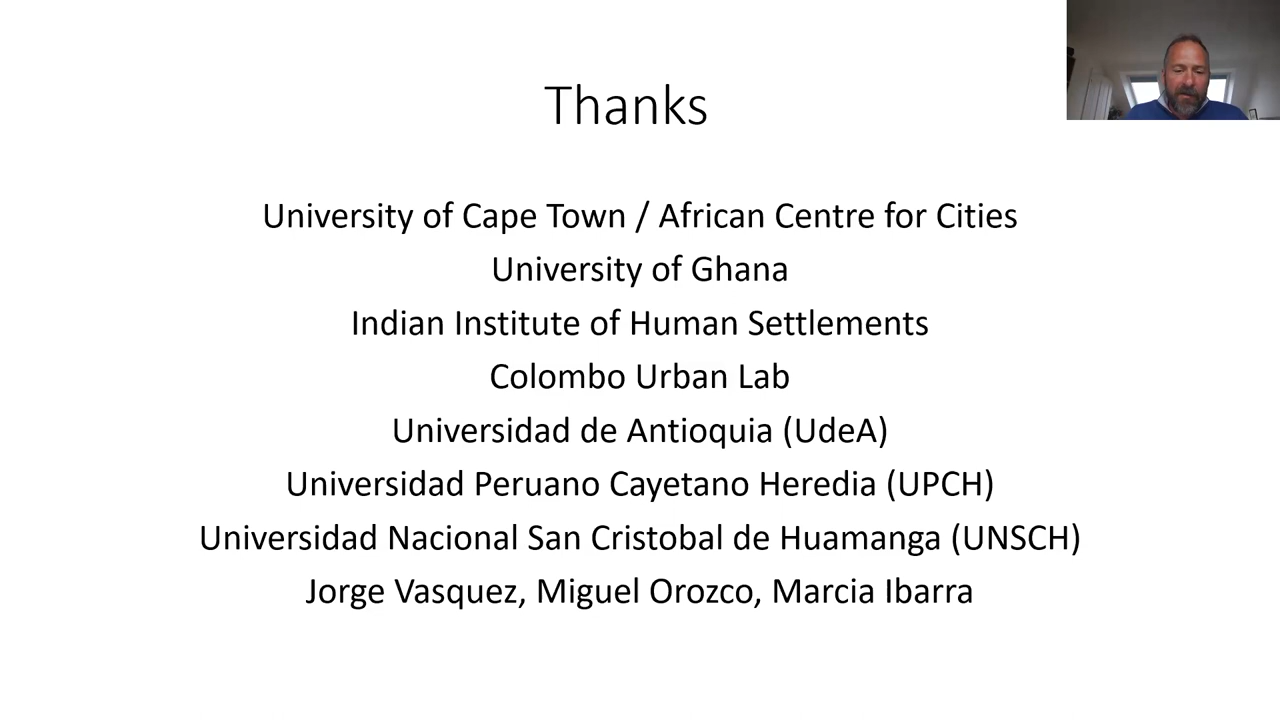 Thanks
University of Cape Town / African Centre for Cities
University of Ghana
Indian Institute of Human Settlements
Colombo Urban Lab
Universidad de Antioquia (UdeA)
Universidad Peruano Cayetano Heredia (UPCH)
Universidad Nacional San Cristobal de Huamanga (UNSCH)
Jorge Vasquez, Miguel Orozco, Marcia Ibarra